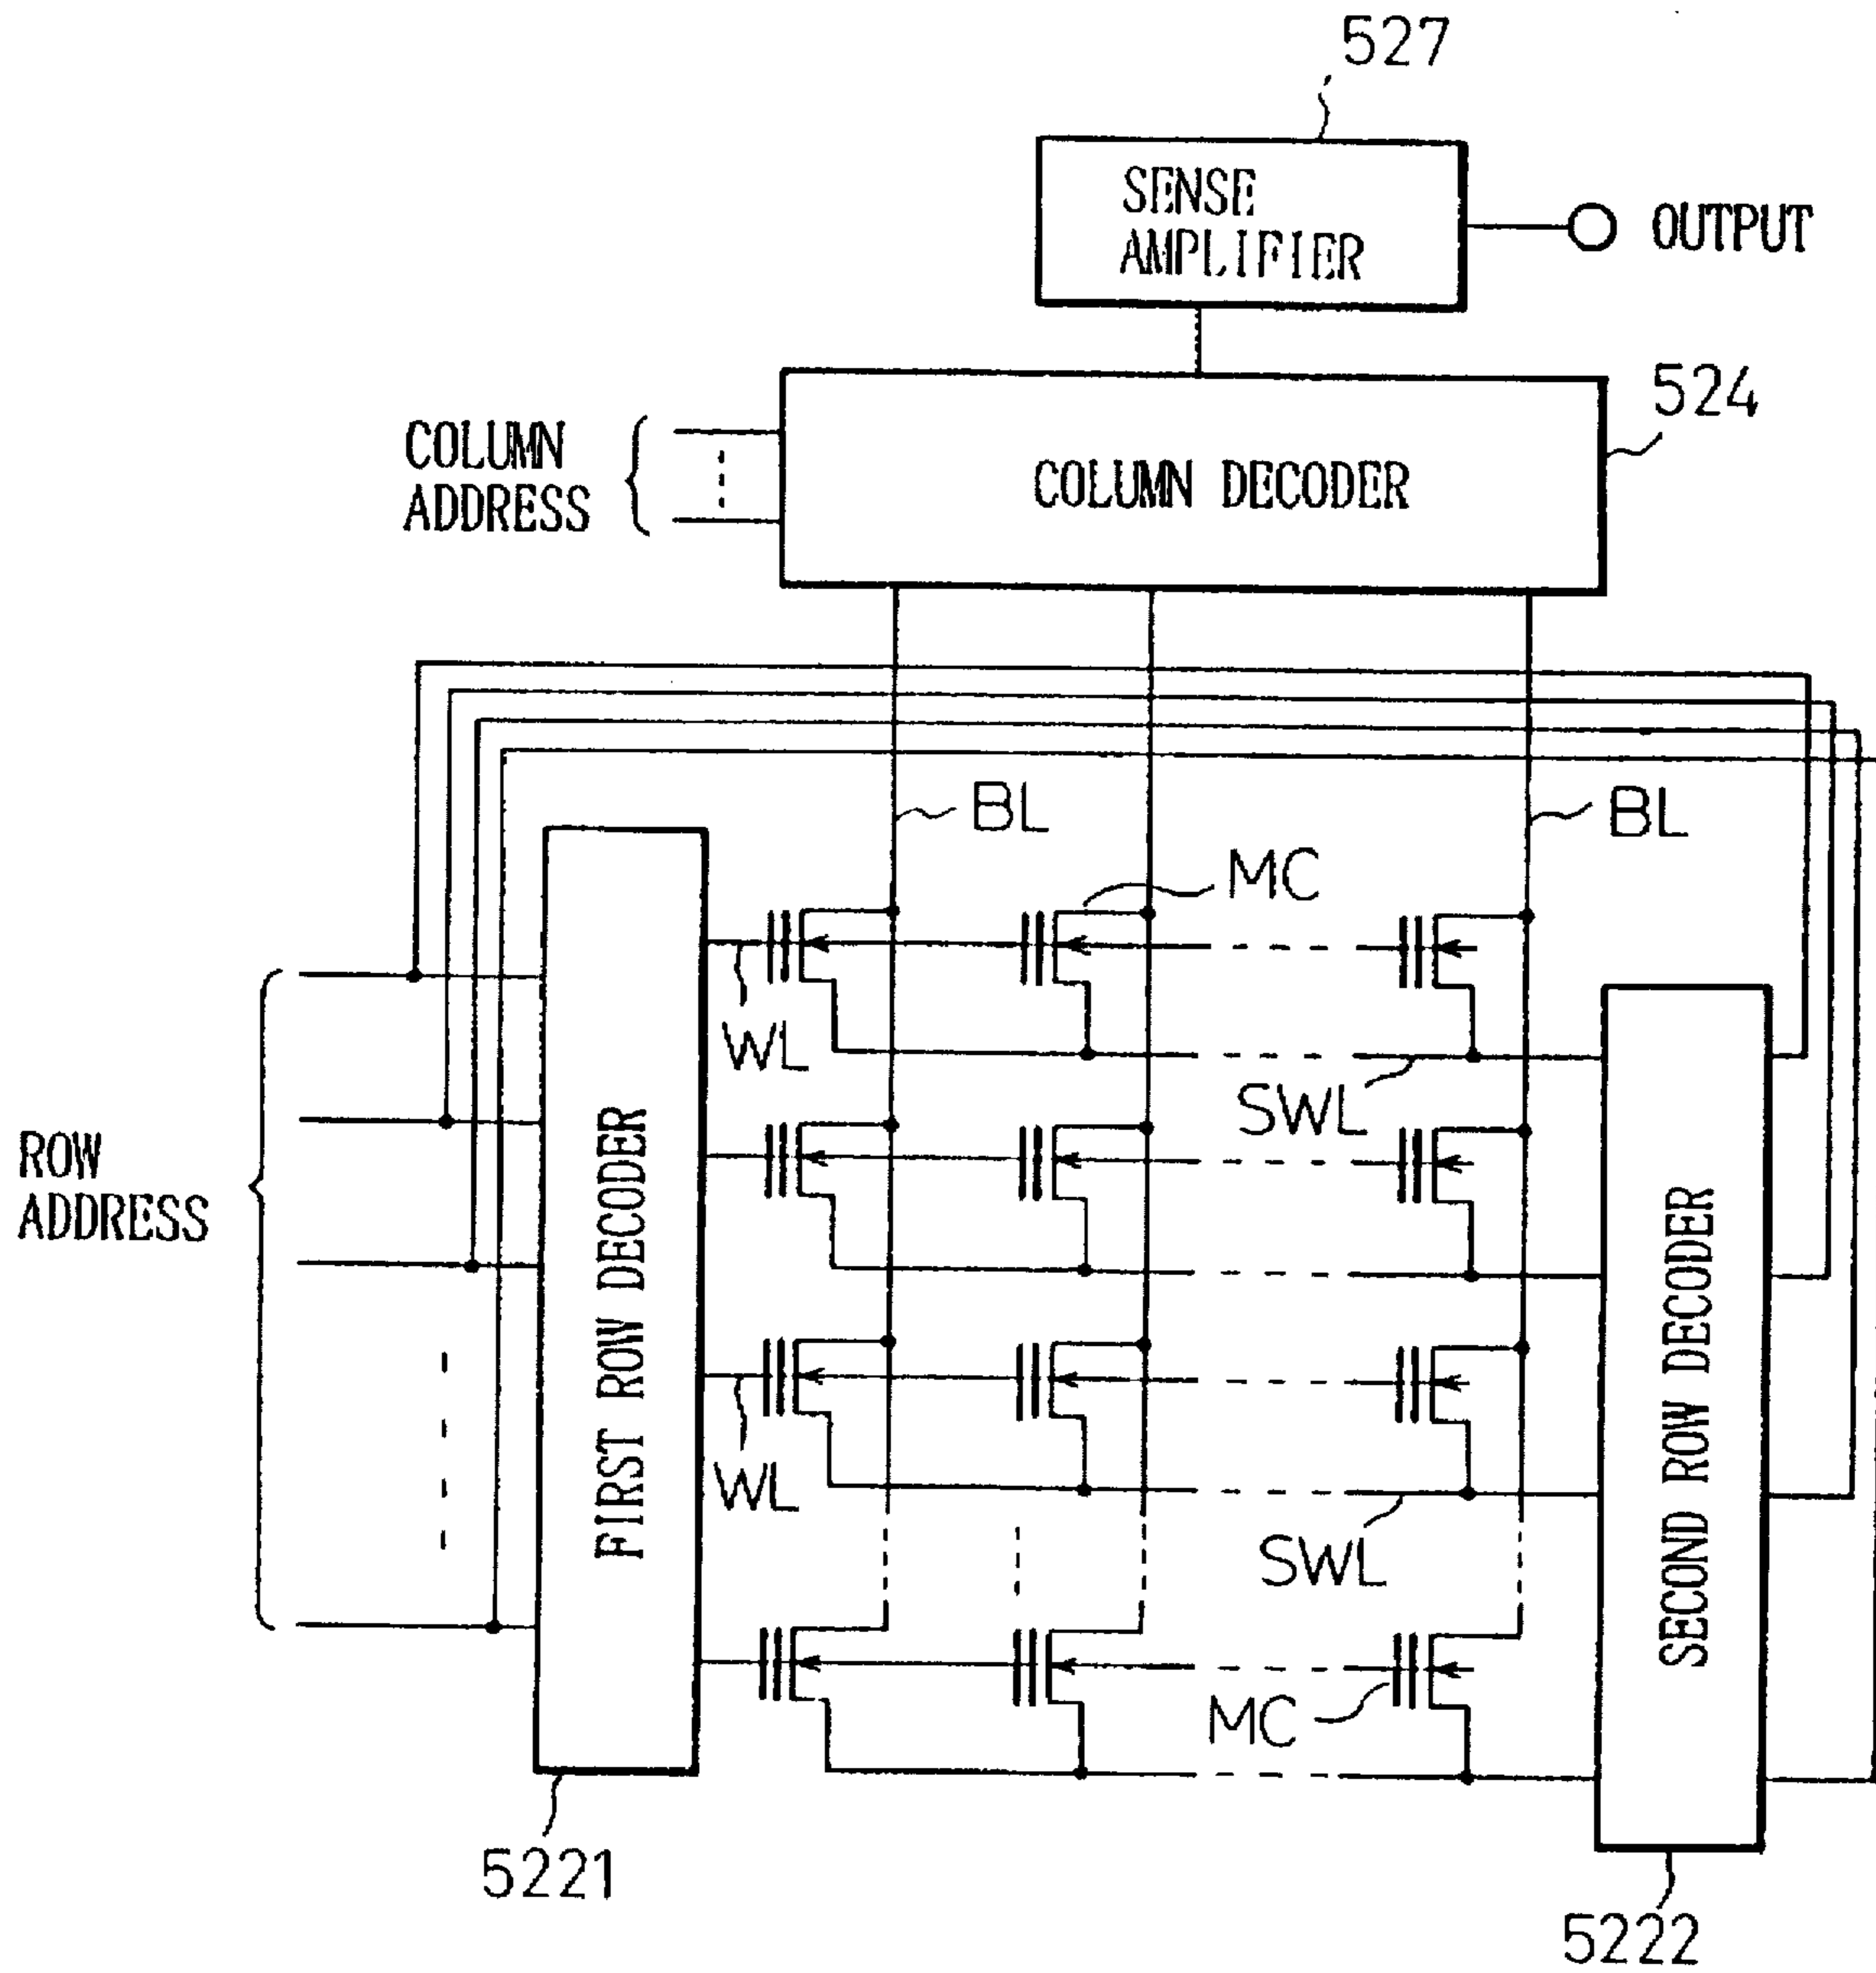 527
SENSE
AMPLIFIER
OUTPUT
524
COLUMN
ADDRESS
COLUMN DECODER
BL
BL
MC
WL
SWL
ROW
ADDRESS
FIRST ROW DECODER
SECOND ROW DECODER
WL
SWL
MC
5221
5222